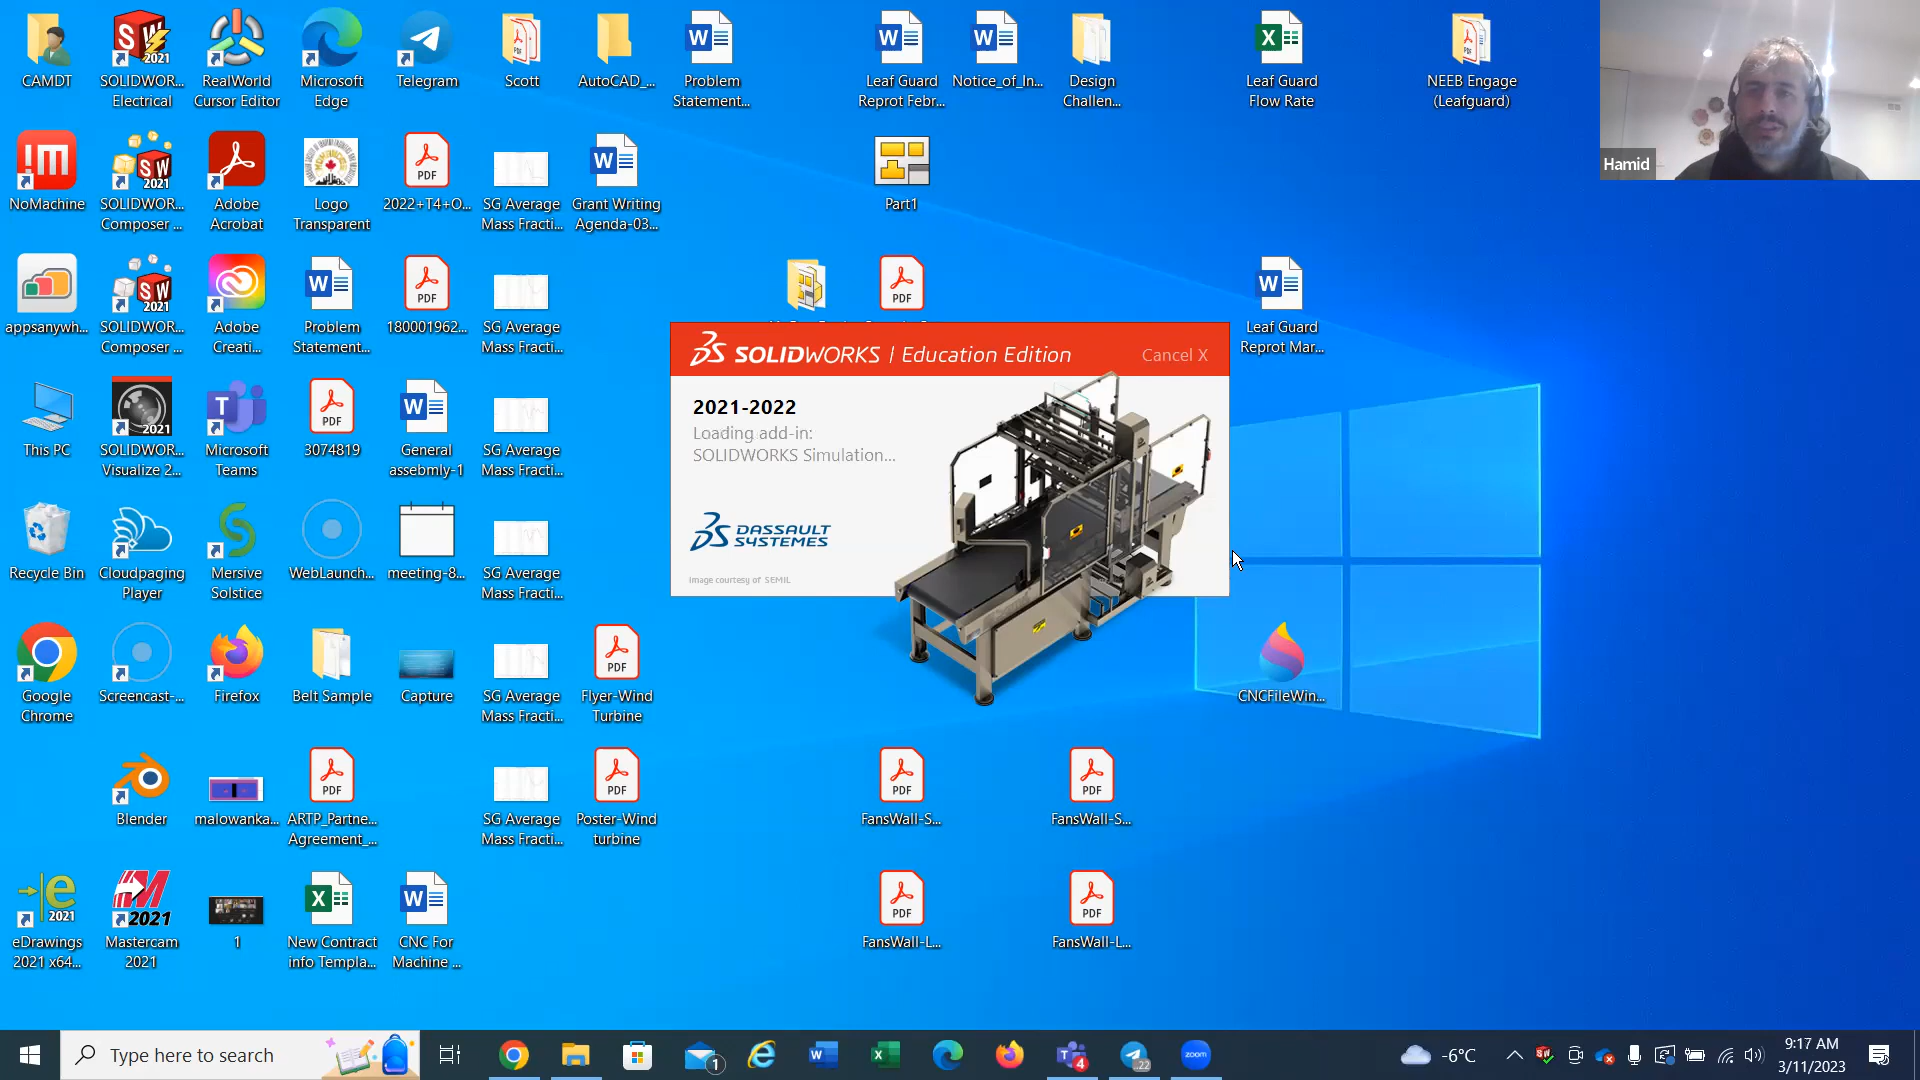 CAMDT
SOLIDWOR...
Electrical
RealWorld
Cursor Editor
Microsoft
Edge
Telegram
Scott
AutoCAD_...
Problem
Statement...
Leaf Guard
Reprot Febr...
Notice_of_In...
Design
Challen...
Leaf Guard
Flow Rate
NEEB Engage
(Leafguard)
Hamid
NoMachine
SOLIDWOR...
Composer ...
Adobe
Acrobat
Logo
Transparent
2022+T4+O...
SG Average
Mass Fracti...
Grant Writing
Agenda-03...
Part1
appsanywh...
SOLIDWOR...
Composer ...
Adobe
Creati...
Problem
Statement...
180001962...
SG Average
Mass Fracti...
Leaf Guard
Reprot Mar...
SOLIDWORKS | Education Edition
Cancel X
2021-2022
Loading add-in:
SOLIDWORKS Simulation...
DASSAULT
SYSTEMES
Image courtesy of SEMIL
This PC
SOLIDWOR...
Visualize 2...
Microsoft
Teams
3074819
General
assebmly-1
SG Average
Mass Fracti...
Recycle Bin
Cloudpaging
Player
Mersive
Solstice
WebLaunch...
meeting-8...
SG Average
Mass Fracti...
Google
Chrome
Screencast-...
Firefox
Belt Sample
Capture
SG Average
Mass Fracti...
Flyer-Wind
Turbine
CNCFileWin...
Blender
malowanka...
ARTP_Partne...
Agreement_...
SG Average
Mass Fracti...
Poster-Wind
turbine
FansWall-S...
FansWall-S...
eDrawings
2021 x64...
Mastercam
2021
1
New Contract
info Templa...
CNC For
Machine ...
FansWall-L...
FansWall-L...
Type here to search
-6°C
9:17 AM
3/11/2023